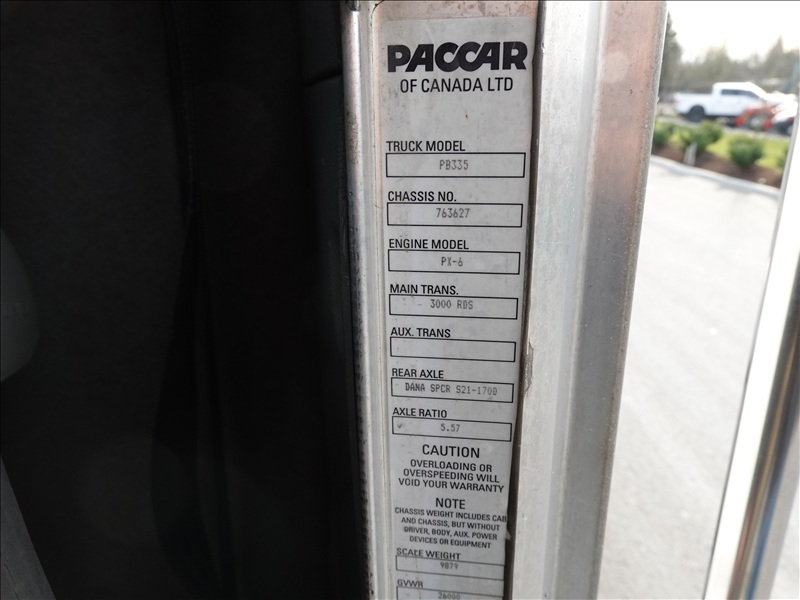 PACCAR
OF CANADA LTD
TRUCK MODEL
PB335
CHASSIS NO.
763627
ENGINE MODEL
PX-6
MAIN TRANS.
3000 RDS
AUX. TRANS
REAR AXLE
DANA SPCR S21-170D
AXLE RATIO
5.57
CAUTION
OVERLOADING OR
OVERSPEEDING WILL
VOID YOUR WARRANTY
NOTE
CHASSIS WEIGHT INCLUDES CAB
AND CHASSIS, BUT WITHOUT
DRIVER, BODY, AUX. POWER
DEVICES OR EQUIPMENT
SCALE WEIGHT
9879
GVWR
26000